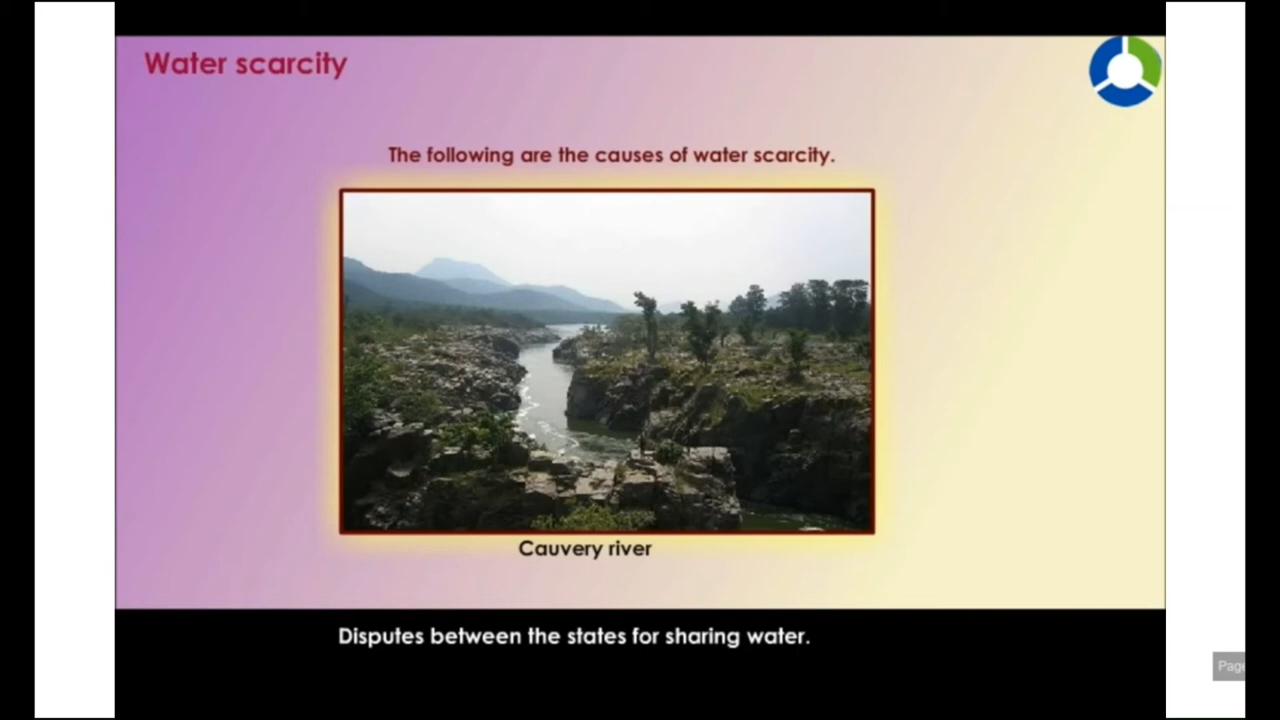 Water scarcity
The following are the causes of water scarcity.
Cauvery river
Disputes between the states for sharing water.
Page